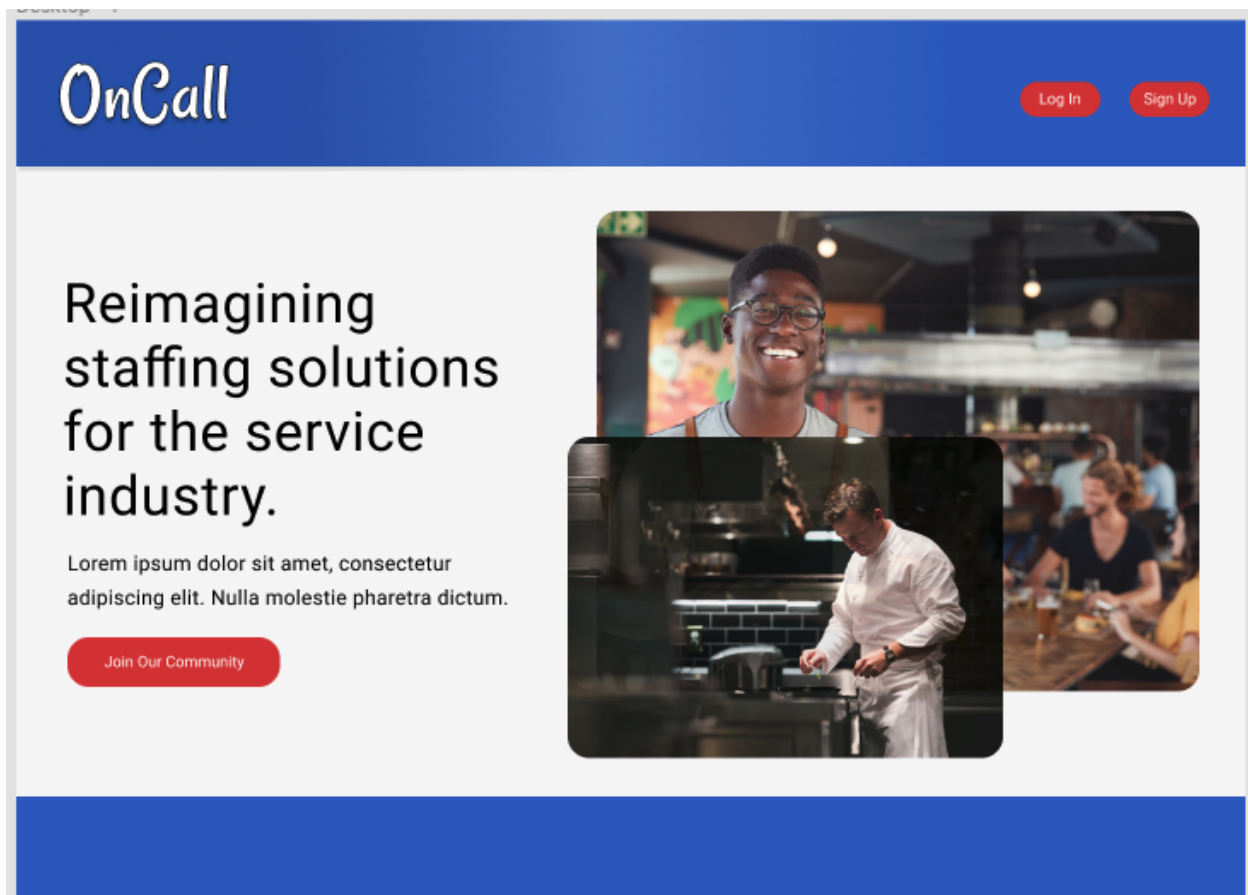 Desktop
OnCall
Log In
Sign Up
Reimagining
staffing solutions
for the service
industry.
Lorem ipsum dolor sit amet, consectetur
adipiscing elit. Nulla molestie pharetra dictum.
Join Our Community